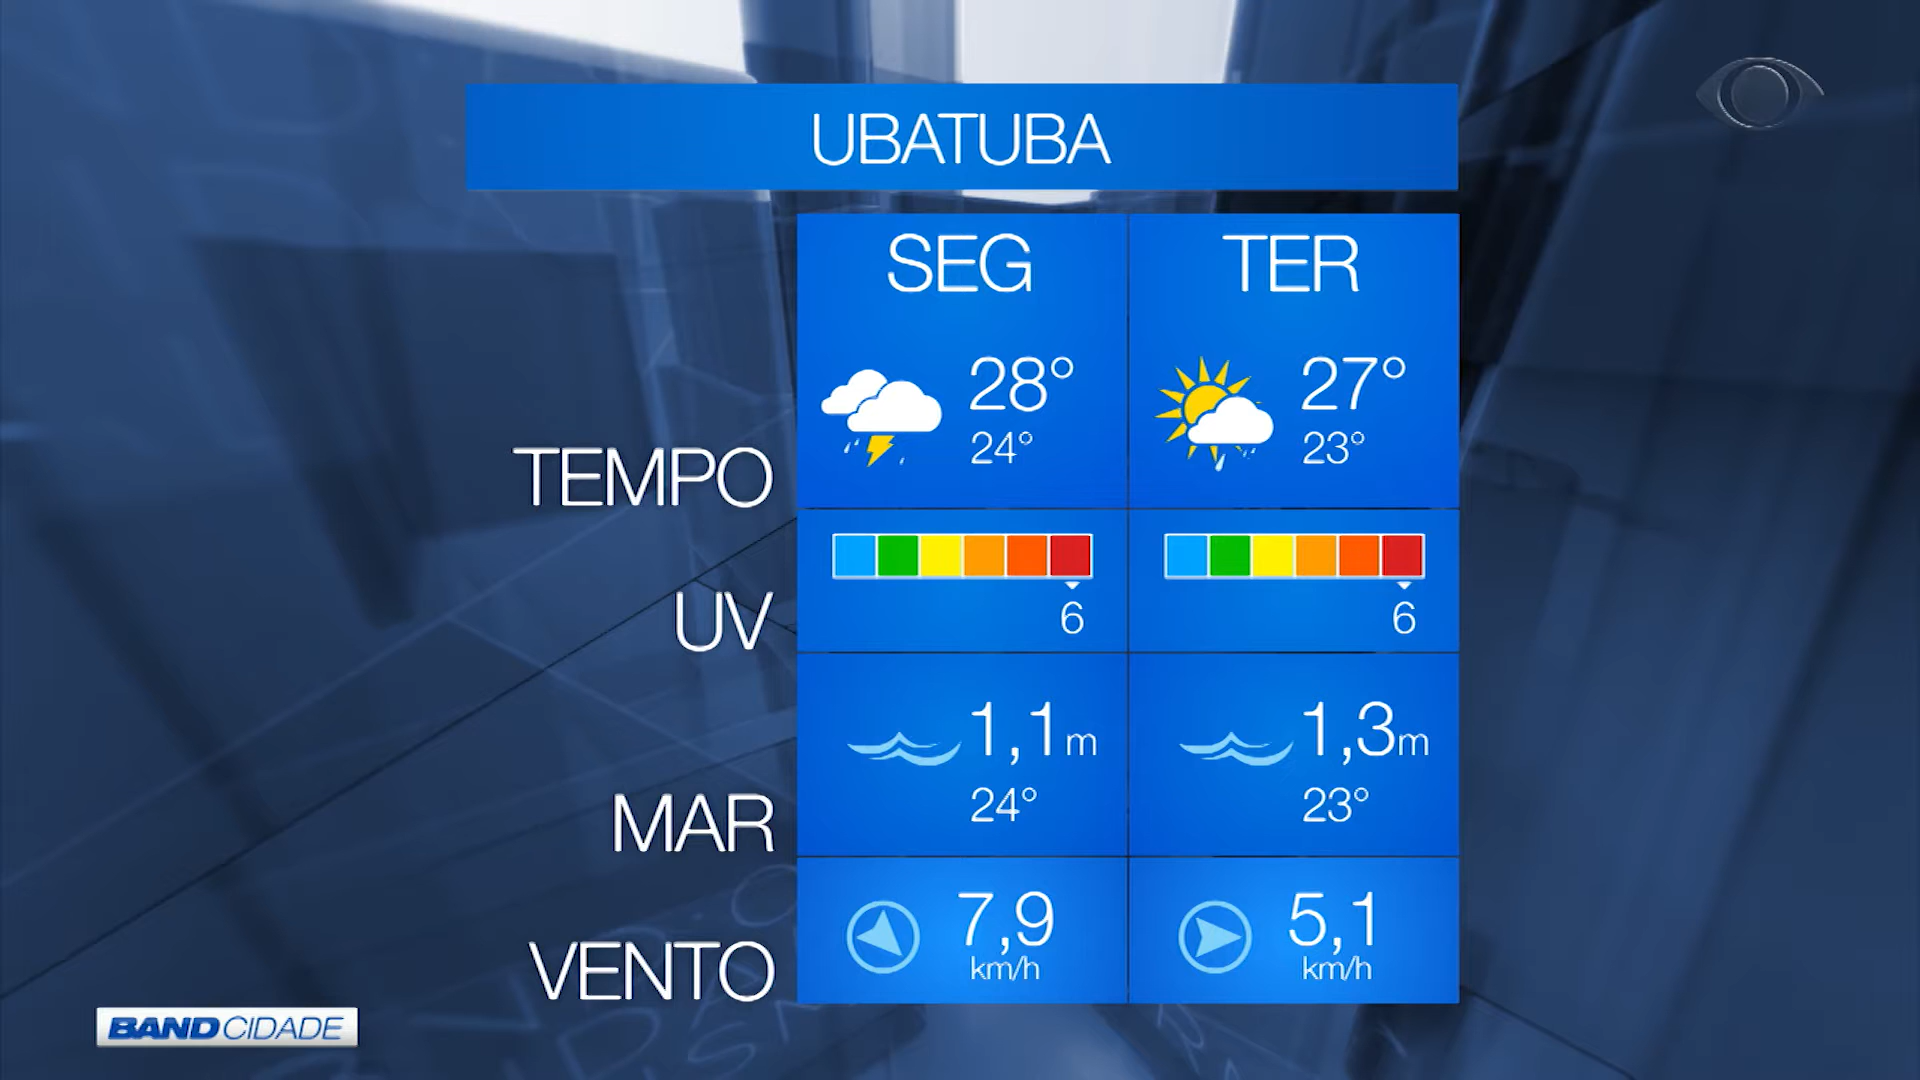 UBATUBA
SEG TER
28° 27°
24° 23°
TEMPO
UV
6 6
1,1m 1,3m
24° 23°
MAR
7,9 5,1
km/h km/h
VENTO
BAND CIDADE